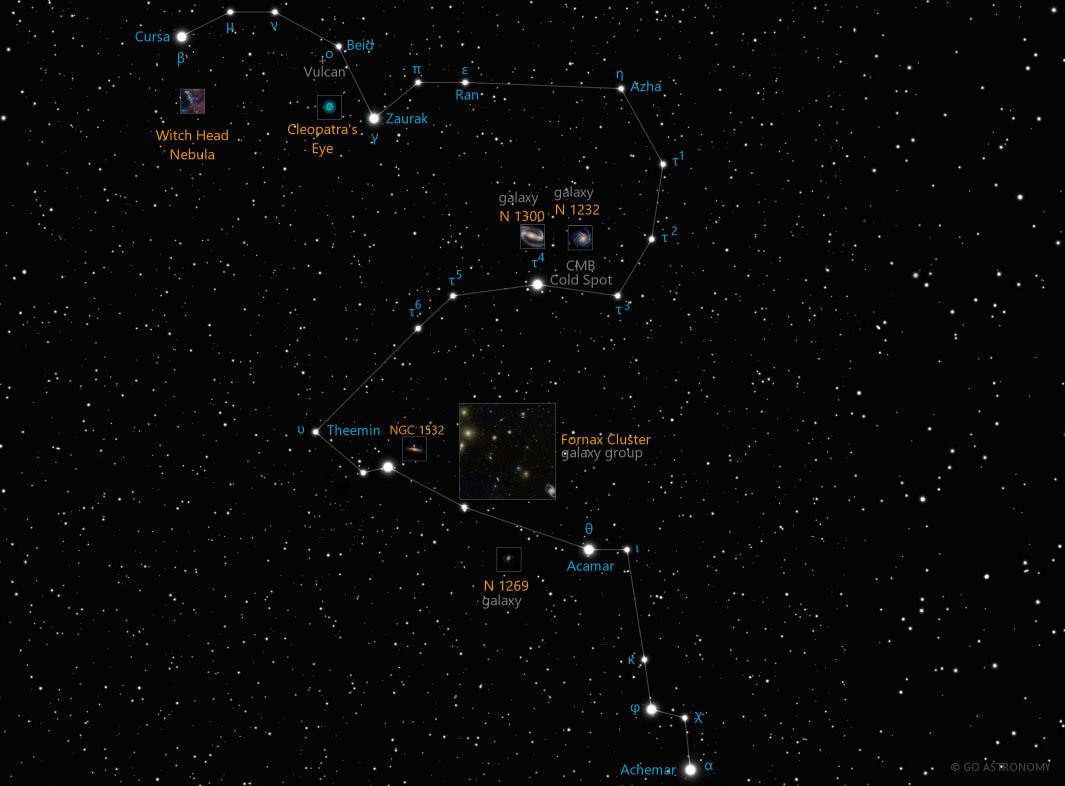 μ
ν
Cursa
β
ο
Beid
Vulcan
π
ε
Ran
η
Azha
Witch Head
Nebula
Cleopatra's
Eye
Zaurak
γ
τ1
galaxy
N 1300
galaxy
N 1232
τ2
τ4
CMB
Cold Spot
τ5
τ3
τ6
υ
Theemin
NGC 1532
Fornax Cluster
galaxy group
θ
Acamar
ι
N 1269
galaxy
κ
φ
χ
Achemar
α
© GO ASTRONOMY